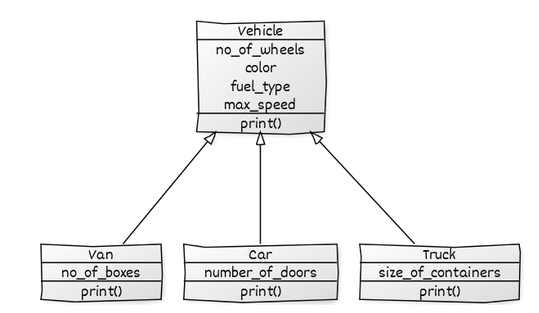 Vehicle
no_of_wheels
color
fuel_type
max_speed
print()
Van
no_of_boxes
print()
Car
number_of_doors
print()
Truck
size_of_containers
print()